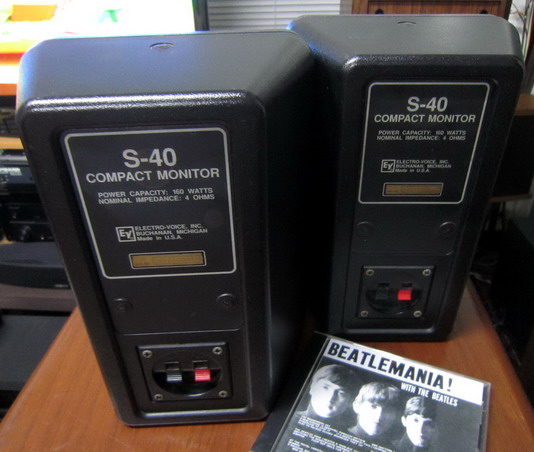 S-40
COMPACT MONITOR
POWER CAPACITY: 160 WATTS
NOMINAL IMPEDANCE: 4 OHMS
EV
ELECTRO-VOICE, INC.
BUCHANAN, MICHIGAN
Made in U.S.A.
S-40
COMPACT MONITOR
POWER CAPACITY: 160 WATTS
NOMINAL IMPEDANCE: 4 OHMS
EV
ELECTRO-VOICE, INC.
BUCHANAN, MICHIGAN
Made in U.S.A.
BEATLEMANIA!
WITH THE BEATLES